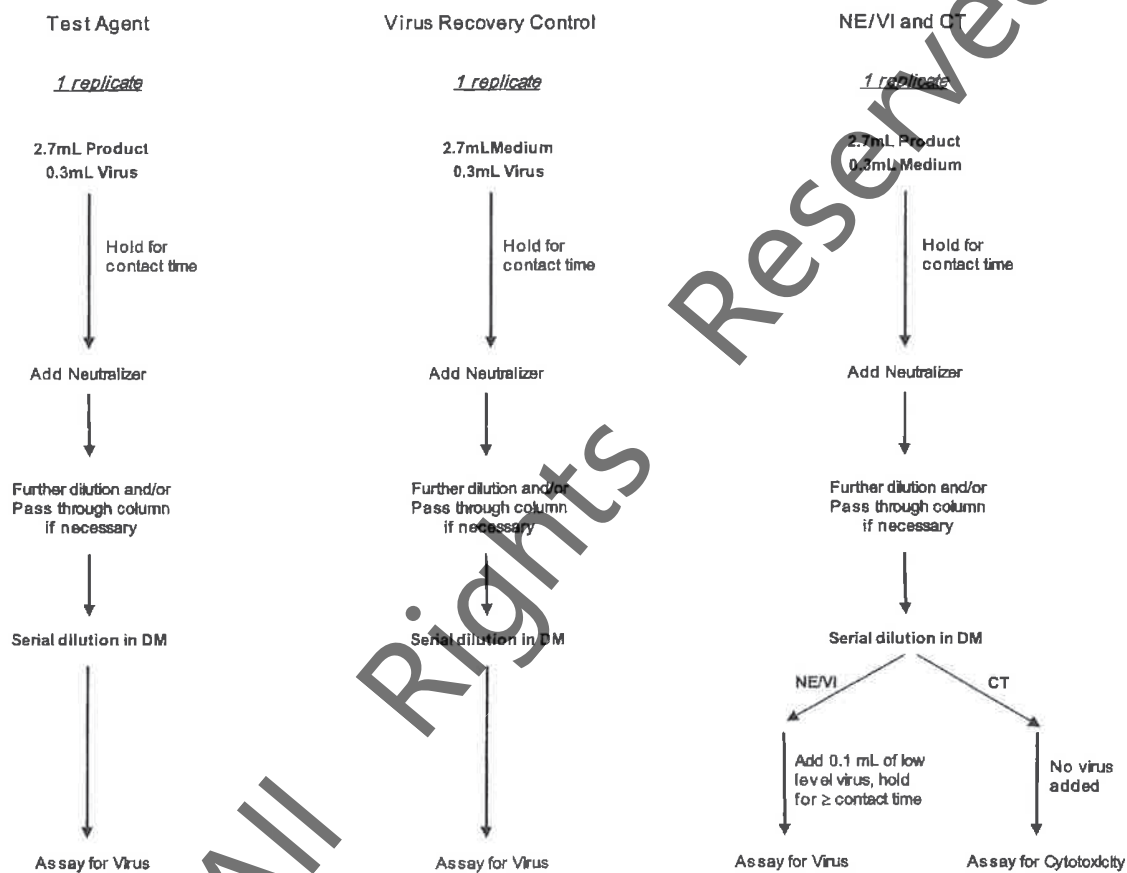 Test Agent
1 replicate
2.7mL Product
0.3mL Virus
Hold for
contact time
Add Neutralizer
Further dilution and/or
Pass through column
if necessary
Serial dilution in DM
Assay for Virus
Virus Recovery Control
1 replicate
2.7mLMedium
0.3mL Virus
Hold for
contact time
Add Neutralizer
Further dilution and/or
Pass through column
if necessary
Serial dilution in DM
Assay for Virus
NE/VI and CT
1 replicate
2.7mL Product
0.3mL Medium
Hold for
contact time
Add Neutralizer
Further dilution and/or
Pass through column
if necessary
Serial dilution in DM
NE/VI
CT
Add 0.1 mL of low
level virus, hold
for ≥ contact time
No virus
added
Assay for Virus
Assay for Cytotoxicity
All Rights Reserved